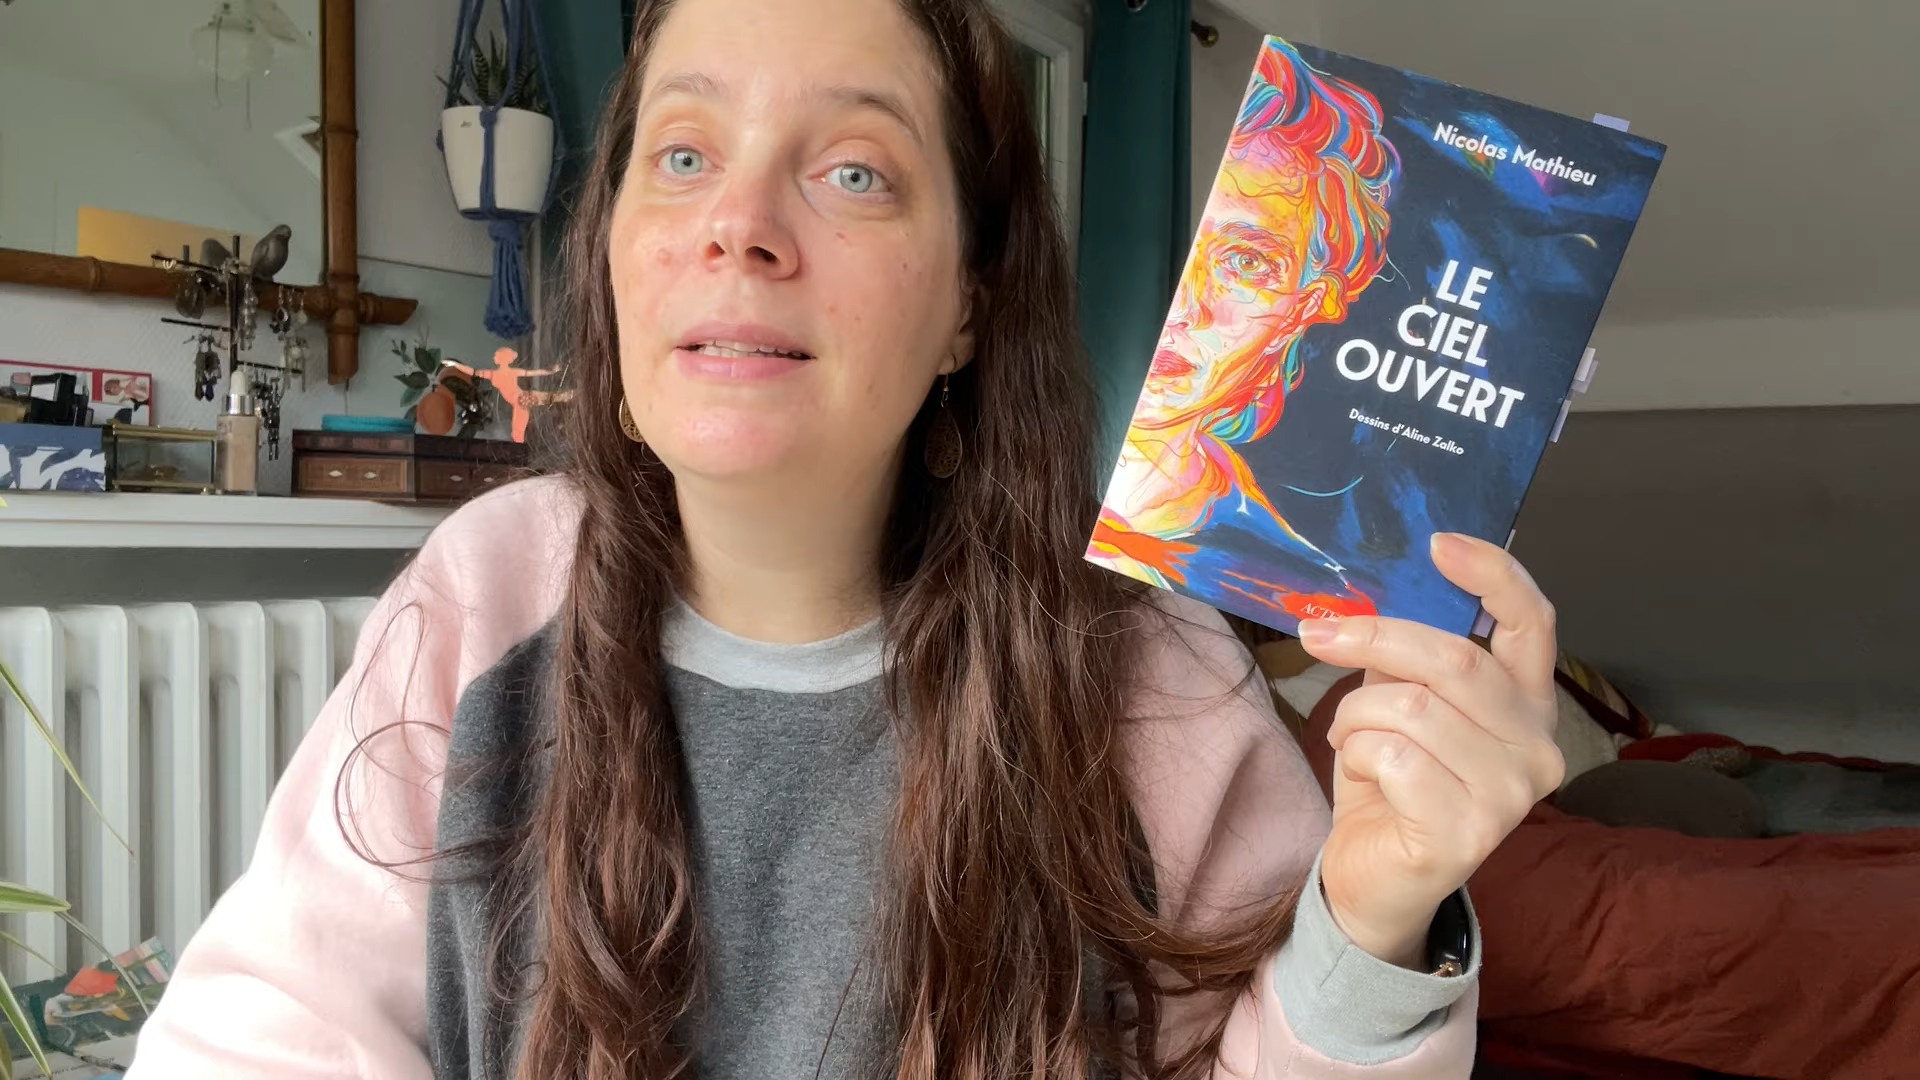 Nicolas Mathieu
LE
CIEL
OUVERT
Dessins d'Aline Zalko